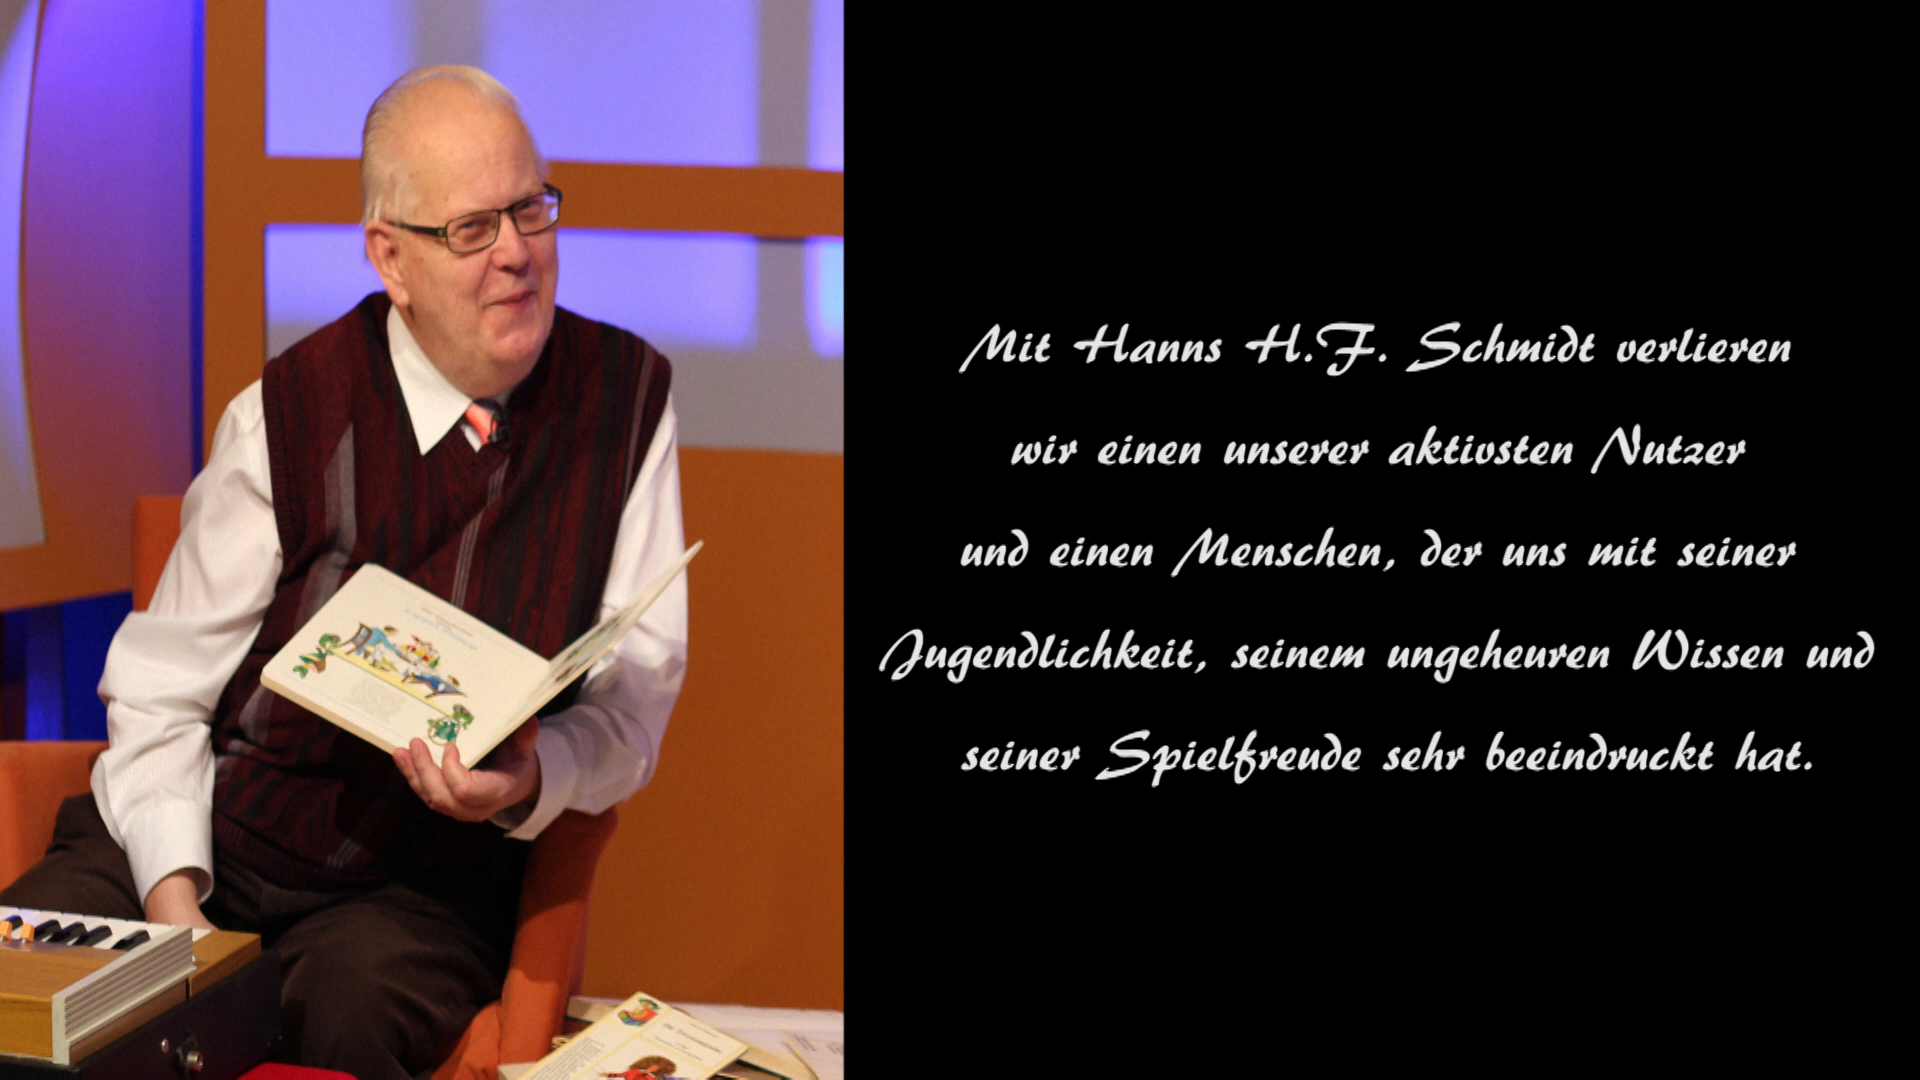 Mit Hanns H.F. Schmidt verlieren
wir einen unserer aktivsten Nutzer
und einen Menschen, der uns mit seiner
Jugendlichkeit, seinem ungeheuren Wissen und
seiner Spielfreude sehr beeindruckt hat.